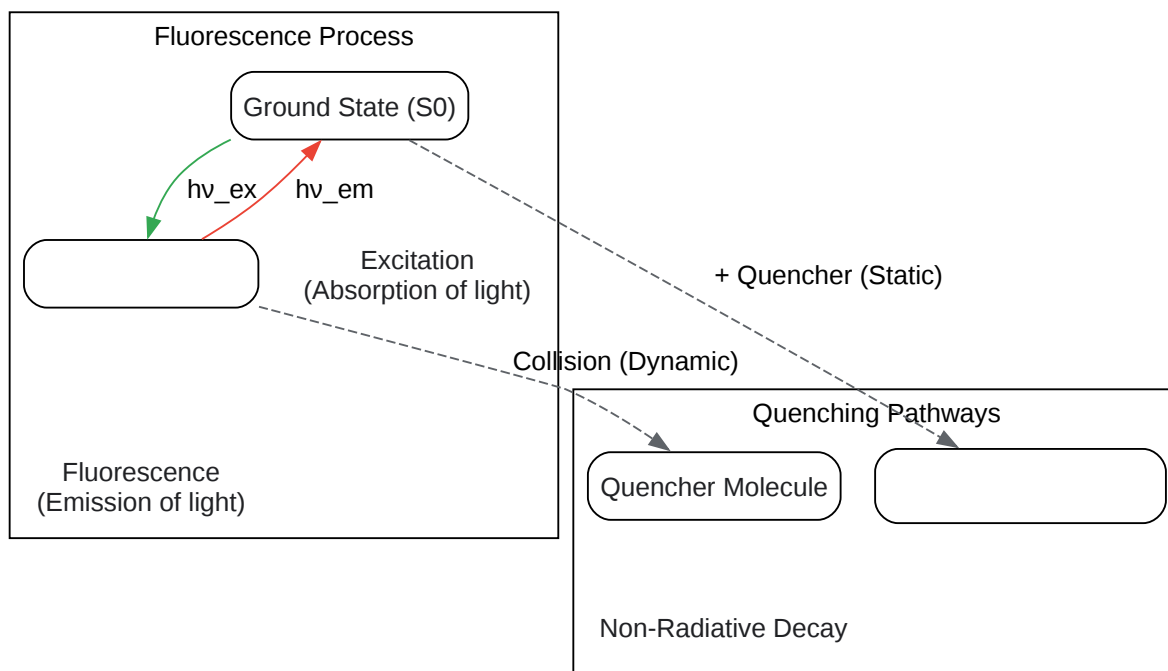 Fluorescence Process
Ground State (S0)
hν_ex
hν_em
Excitation
(Absorption of light)
+ Quencher (Static)
Collision (Dynamic)
Quenching Pathways
Fluorescence
(Emission of light)
Quencher Molecule
Non-Radiative Decay